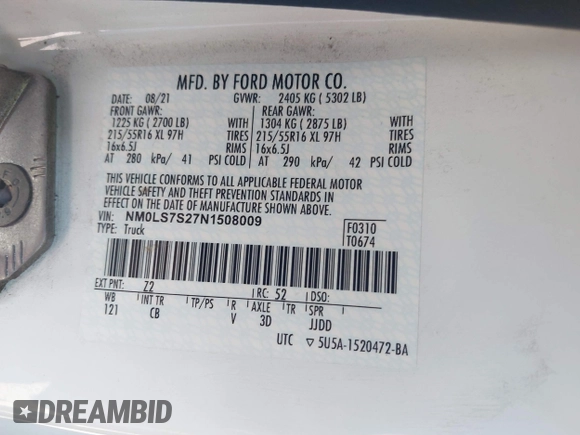 MFD. BY FORD MOTOR CO.
DATE: 08/21 GVWR: 2405 KG ( 5302 LB)
FRONT GAWR: REAR GAWR:
1225 KG ( 2700 LB) WITH 1304 KG ( 2875 LB) WITH
215/55R16 XL 97H TIRES 215/55R16 XL 97H TIRES
16x6.5J RIMS 16x6.5J RIMS
AT 280 kPa/ 41 PSI COLD AT 290 kPa/ 42 PSI COLD
THIS VEHICLE CONFORMS TO ALL APPLICABLE FEDERAL MOTOR
VEHICLE SAFETY AND THEFT PREVENTION STANDARDS IN
EFFECT ON THE DATE OF MANUFACTURE SHOWN ABOVE.
VIN: NM0LS7S27N1508009 F0310
TYPE: Truck T0674
EXT PNT: Z2 RC: 52 DSO:
WB INT TR TP/PS R AXLE TR SPR
121 CB V 3D JJDD
UTC ▽ 5U5A-1520472-BA
DREAMBID